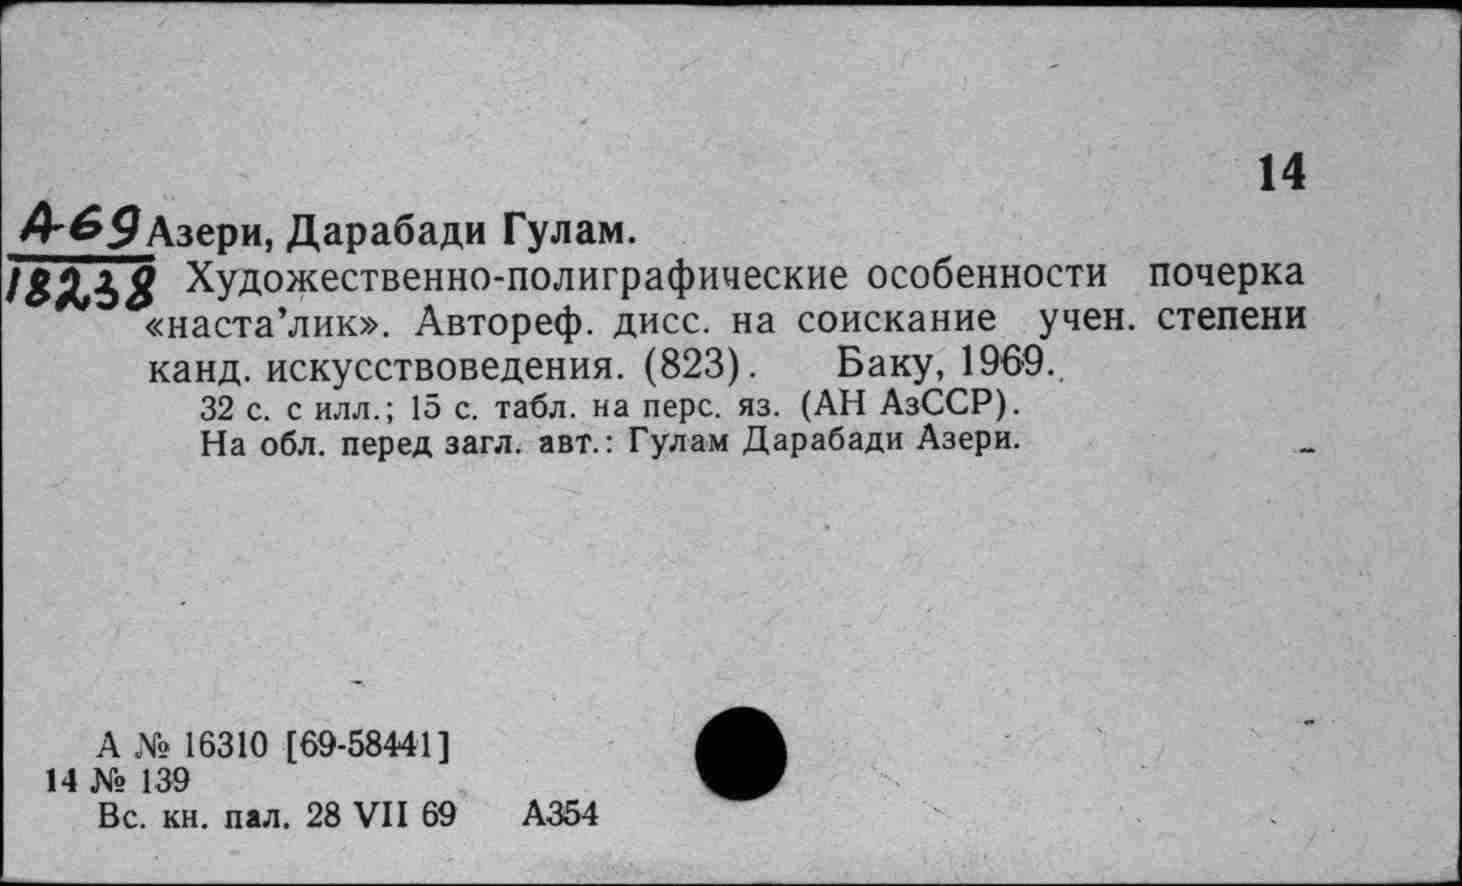 14
А-69 Азери, Дарабади Гулам.
18238 Художественно-полиграфические особенности почерка
«наста’лик». Автореф. дисс. на соискание учен. степени
канд. искусствоведения. (823). Баку, 1969.
32 с. с илл.; 15 с. табл. на перс. яз. (АН АзССР).
На обл. перед загл. авт.: Гулам Дарабади Азери.
А № 16310 [69-58441]
14 № 139
Вс. кн. пал. 28 VII 69 А354